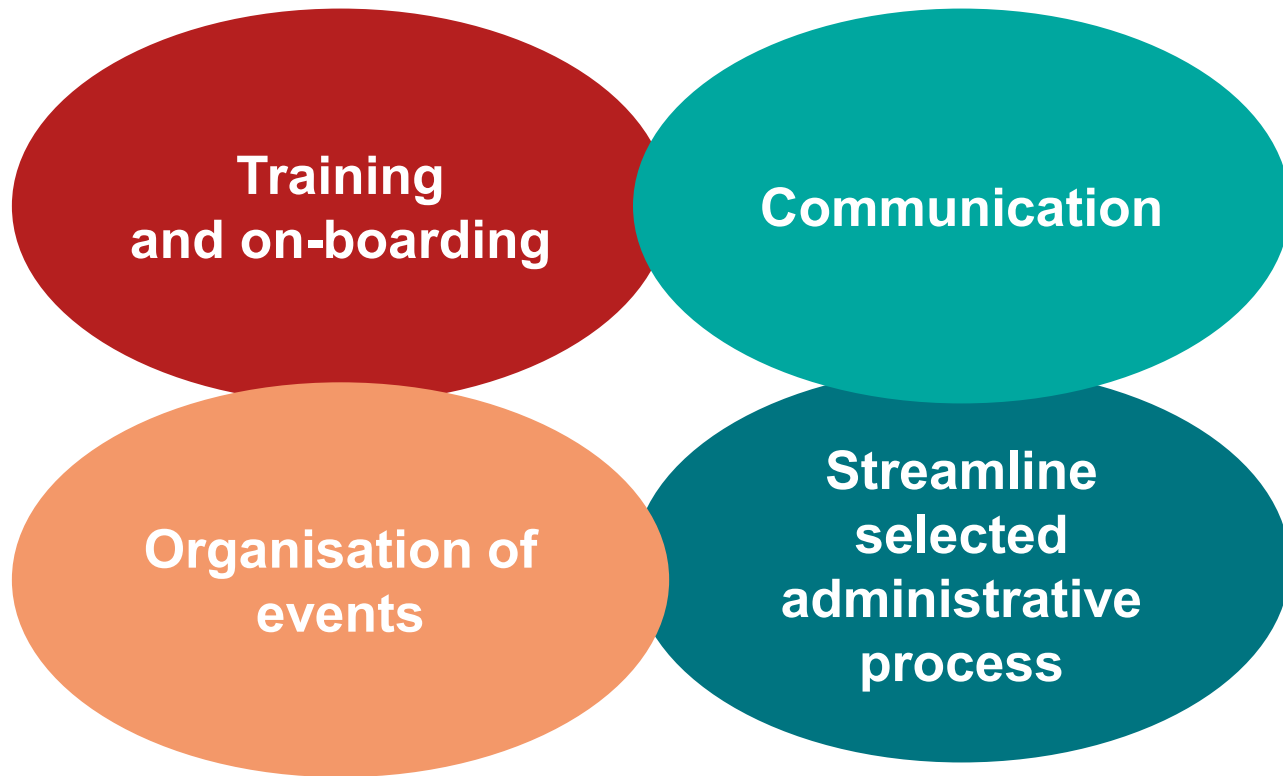 Training
and on-boarding
Communication
Organisation of
events
Streamline
selected
administrative
process